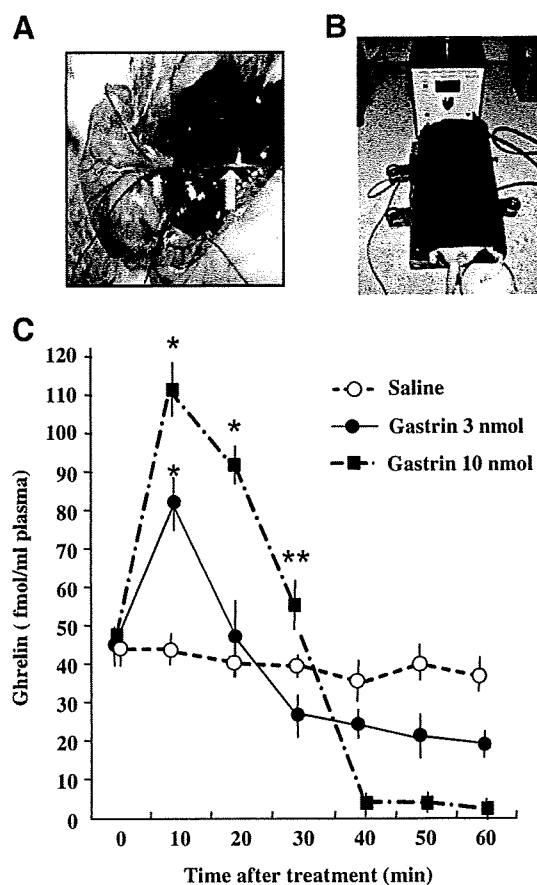 A
B
C
120
110
100
90
80
70
60
50
40
30
20
10
0
Ghrelin ( fmol/ml plasma)
*
*
*
**
Saline
Gastrin 3 nmol
Gastrin 10 nmol
0 10 20 30 40 50 60
Time after treatment (min)